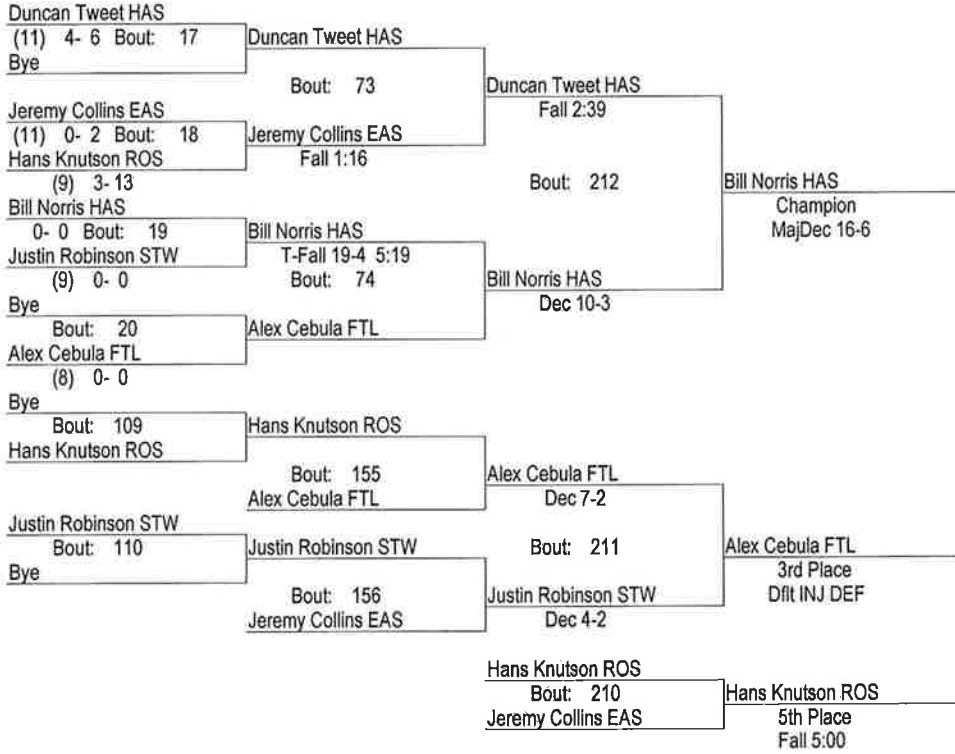 Duncan Tweet HAS
(11) 4- 6 Bout: 17
Bye
Duncan Tweet HAS
Bout: 73
Jeremy Collins EAS
(11) 0- 2 Bout: 18
Hans Knutson ROS
(9) 3-13
Jeremy Collins EAS
Fall 1:16
Duncan Tweet HAS
Fall 2:39
Bill Norris HAS
0- 0 Bout: 19
Justin Robinson STW
(9) 0- 0
Bill Norris HAS
T-Fall 19-4 5:19
Bout: 74
Bye
Bout: 20
Alex Cebula FTL
(8) 0- 0
Alex Cebula FTL
Bill Norris HAS
Dec 10-3
Bout: 212
Bill Norris HAS
Champion
MajDec 16-6
Bye
Bout: 109
Hans Knutson ROS
Hans Knutson ROS
Bout: 155
Alex Cebula FTL
Alex Cebula FTL
Dec 7-2
Justin Robinson STW
Bout: 110
Bye
Justin Robinson STW
Bout: 156
Jeremy Collins EAS
Bout: 211
Justin Robinson STW
Dec 4-2
Alex Cebula FTL
3rd Place
Dflt INJ DEF
Hans Knutson ROS
Bout: 210
Jeremy Collins EAS
Hans Knutson ROS
5th Place
Fall 5:00